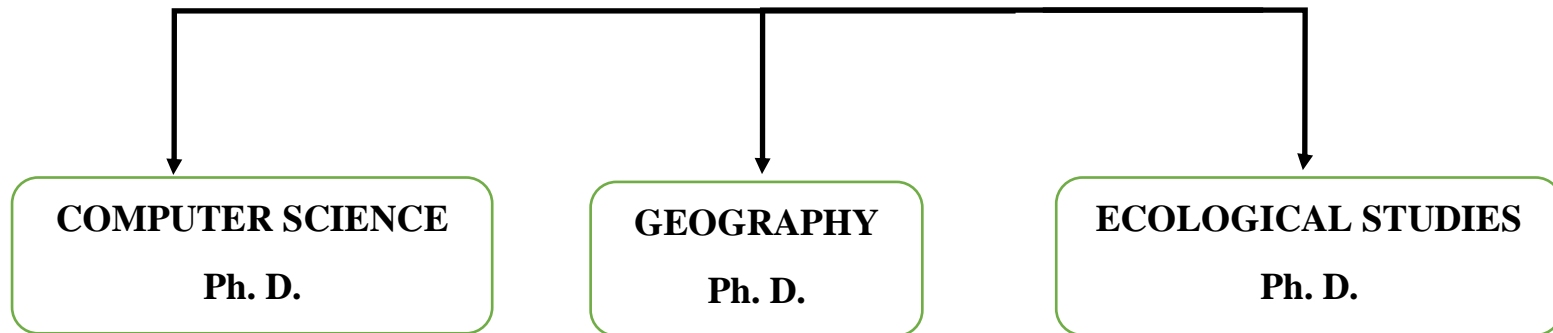 COMPUTER SCIENCE
Ph. D.
GEOGRAPHY
Ph. D.
ECOLOGICAL STUDIES
Ph. D.